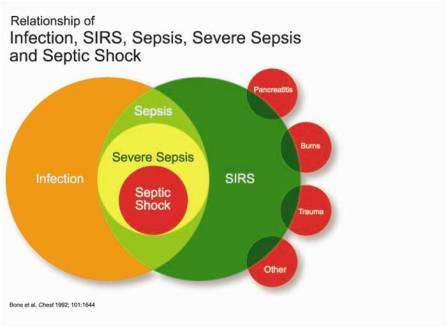 Relationship of
Infection, SIRS, Sepsis, Severe Sepsis
and Septic Shock
Pancreatitis
Sepsis
Burns
Severe Sepsis
Infection
SIRS
Septic
Shock
Trauma
Other
Bone et al. Chest 1992; 101:1644